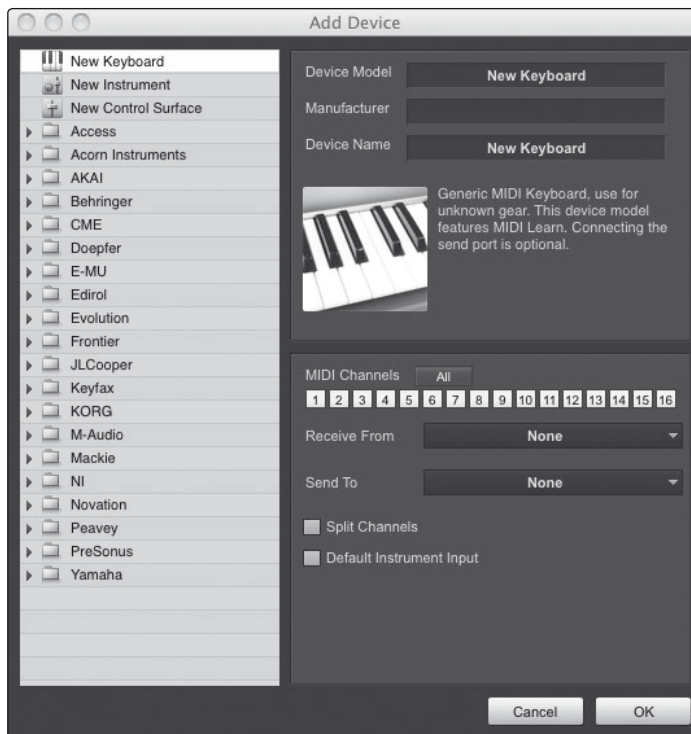 Add Device
New Keyboard
New Instrument
New Control Surface
Access
Acorn Instruments
AKAI
Behringer
CME
Doepfer
E-MU
Edirol
Evolution
Frontier
JLCooper
Keyfax
KORG
M-Audio
Mackie
NI
Novation
Peavey
PreSonus
Yamaha
Device Model New Keyboard
Manufacturer
Device Name New Keyboard
Generic MIDI Keyboard, use for
unknown gear. This device model
features MIDI Learn. Connecting the
send port is optional.
MIDI Channels All
1 2 3 4 5 6 7 8 9 10 11 12 13 14 15 16
Receive From None
Send To None
Split Channels
Default Instrument Input
Cancel OK